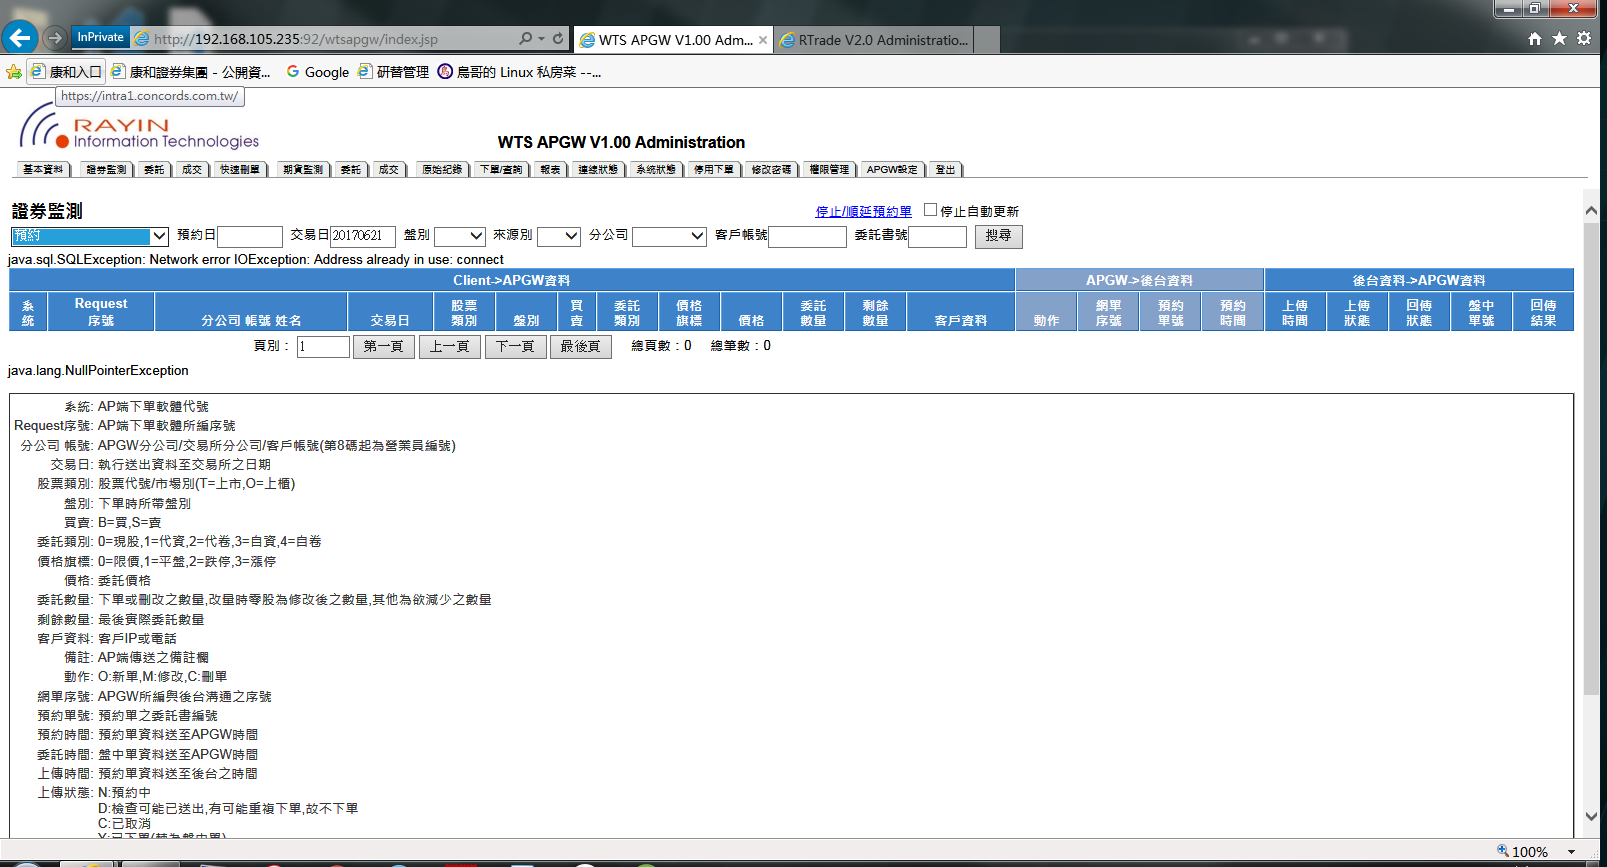 InPrivate
http://192.168.105.235:92/wtsapgw/index.jsp
WTS APGW V1.00 Adm...
RTrade V2.0 Administratio...
康和入口
康和證券集團 - 公開資...
Google
研替管理
鳥哥的 Linux 私房菜 --...
https://intra1.concords.com.tw/
RAYIN
Information Technologies
WTS APGW V1.00 Administration
基本資料 證券監測 委託 成交 快速刪單 期貨監測 委託 成交 原始紀錄 下單/查詢 報表 連線狀態 系統狀態 停用下單 修改密碼 權限管理 APGW設定 登出
證券監測
停止/順延預約單 停止自動更新
預約 預約日 交易日 20170621 盤別 來源別 分公司 客戶帳號 委託書號 搜尋
java.sql.SQLException: Network error IOException: Address already in use: connect
Client->APGW資料 APGW->後台資料 後台資料->APGW資料
系統 Request序號 分公司 帳號 姓名 交易日 股票類別 盤別 買賣 委託類別 價格旗標 價格 委託數量 剩餘數量 客戶資料 動作 網單序號 預約單號 預約時間 上傳時間 上傳狀態 回傳狀態 盤中單號 回傳結果
頁別： 1 第一頁 上一頁 下一頁 最後頁 總頁數：0 總筆數：0
java.lang.NullPointerException
系統: AP端下單軟體代號
Request序號: AP端下單軟體所編序號
分公司 帳號: APGW分公司/交易所分公司/客戶帳號(第8碼起為營業員編號)
交易日: 執行送出資料至交易所之日期
股票類別: 股票代號/市場別(T=上市,O=上櫃)
盤別: 下單時所帶盤別
買賣: B=買,S=賣
委託類別: 0=現股,1=代資,2=代卷,3=自資,4=自卷
價格旗標: 0=限價,1=平盤,2=跌停,3=漲停
價格: 委託價格
委託數量: 下單或刪改之數量,改量時零股為修改後之數量,其他為欲減少之數量
剩餘數量: 最後實際委託數量
客戶資料: 客戶IP或電話
備註: AP端傳送之備註欄
動作: O:新單,M:修改,C:刪單
網單序號: APGW所編與後台溝通之序號
預約單號: 預約單之委託書編號
預約時間: 預約單資料送至APGW時間
委託時間: 盤中單資料送至APGW時間
上傳時間: 預約單資料送至後台之時間
上傳狀態: N:預約中
D:檢查可能已送出,有可能重複下單,故不下單
C:已取消
Y:已下單(轉為盤中單)
100%